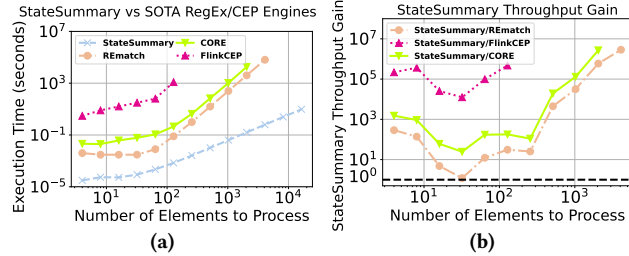 StateSummary vs SOTA RegEx/CEP Engines
Execution Time (seconds)
10^7
10^3
10^-1
10^-5
StateSummary
REmatch
CORE
FlinkCEP
10^1
10^2
10^3
10^4
Number of Elements to Process
(a)
StateSummary Throughput Gain
StateSummary Throughput Gain
10^7
10^5
10^3
10^1
10^0
StateSummary/REmatch
StateSummary/FlinkCEP
StateSummary/CORE
10^1
10^2
10^3
Number of Elements to Process
(b)